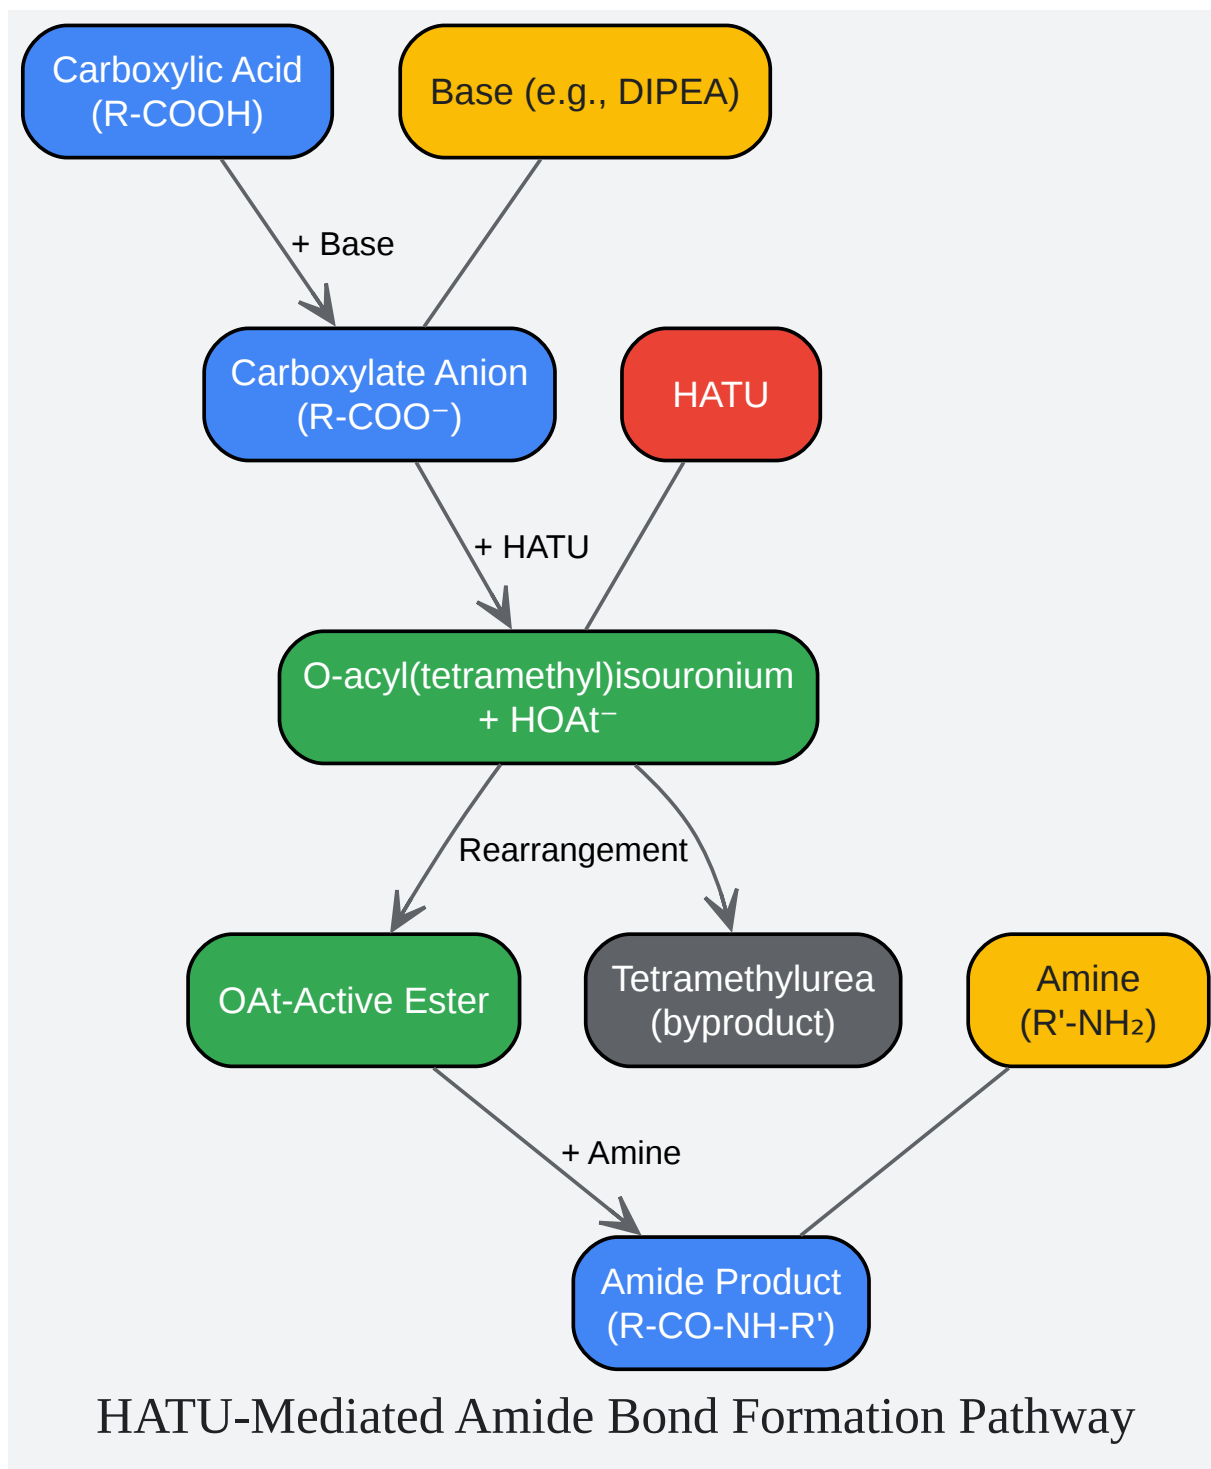 Carboxylic Acid
(R-COOH)
Base (e.g., DIPEA)
+ Base
Carboxylate Anion
(R-COO⁻)
HATU
+ HATU
O-acyl(tetramethyl)isouronium
+ HOAt⁻
Rearrangement
OAt-Active Ester
Tetramethylurea
(byproduct)
Amine
(R'-NH₂)
+ Amine
Amide Product
(R-CO-NH-R')
HATU-Mediated Amide Bond Formation Pathway